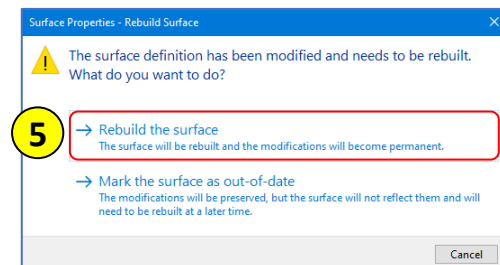 Surface Properties - Rebuild Surface
The surface definition has been modified and needs to be rebuilt.
What do you want to do?
5
Rebuild the surface
The surface will be rebuilt and the modifications will become permanent.
Mark the surface as out-of-date
The modifications will be preserved, but the surface will not reflect them and will
need to be rebuilt at a later time.
Cancel